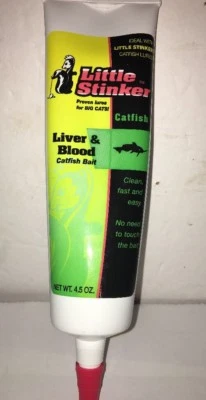 IDEAL WITH
LITTLE STINKER
CATFISH LURES
Little
Stinker
Proven lures
for BIG CATS!
Catfish
Liver &
Blood
Catfish Bait
Clean,
fast and
easy.
No need
to touch
the bait
NET WT. 4.5 OZ.